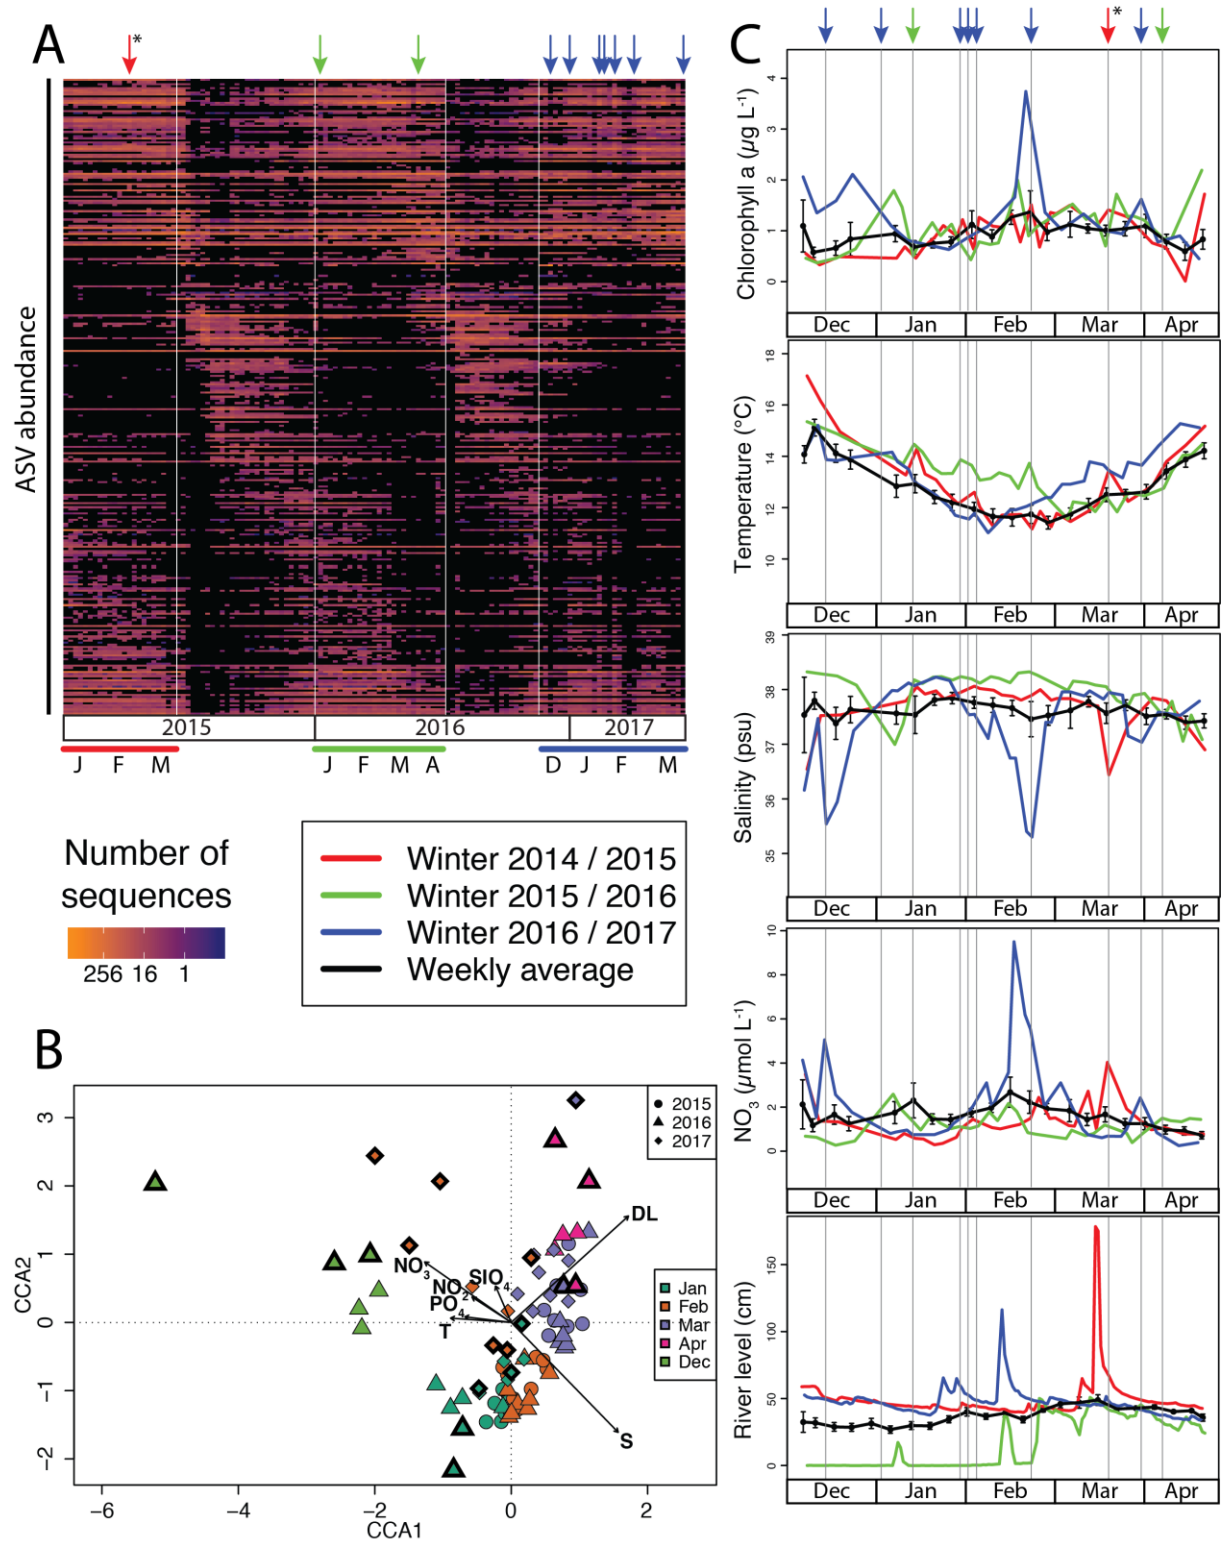 A
*
ASV abundance
2015
2016
2017
J F M
J F M A
D J F M
Number of
sequences
256 16 1
Winter 2014 / 2015
Winter 2015 / 2016
Winter 2016 / 2017
Weekly average
B
CCA2
3
2
1
0
−1
−2
−6
−4
−2
0
2
CCA1
2015
2016
2017
Jan
Feb
Mar
Apr
Dec
DL
NO3
SIO4
NO2
PO4
T
S
C
*
Chlorophyll a (µg L-1)
4
3
2
1
0
Dec Jan Feb Mar Apr
Temperature (°C)
18
16
14
12
10
Dec Jan Feb Mar Apr
Salinity (psu)
39
38
37
36
35
Dec Jan Feb Mar Apr
NO3 (µmol L-1)
10
8
6
4
2
0
Dec Jan Feb Mar Apr
River level (cm)
150
100
50
0
Dec Jan Feb Mar Apr